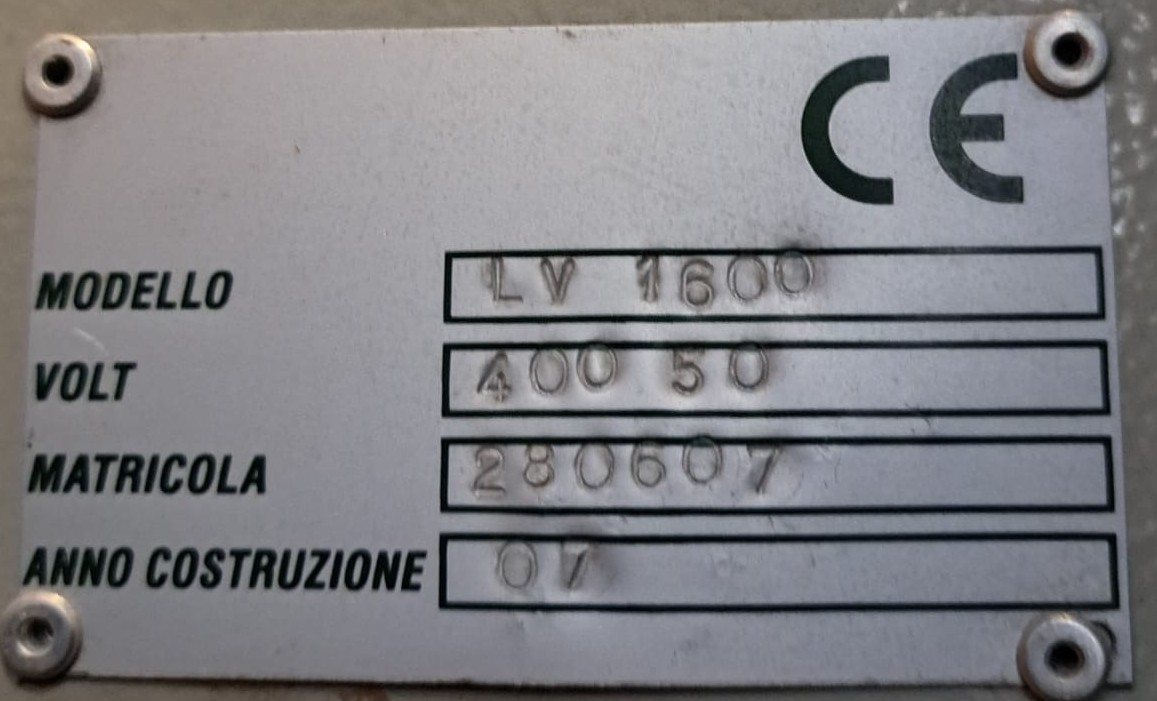 CE
MODELLO LV 1600
VOLT 400 50
MATRICOLA 280607
ANNO COSTRUZIONE 07